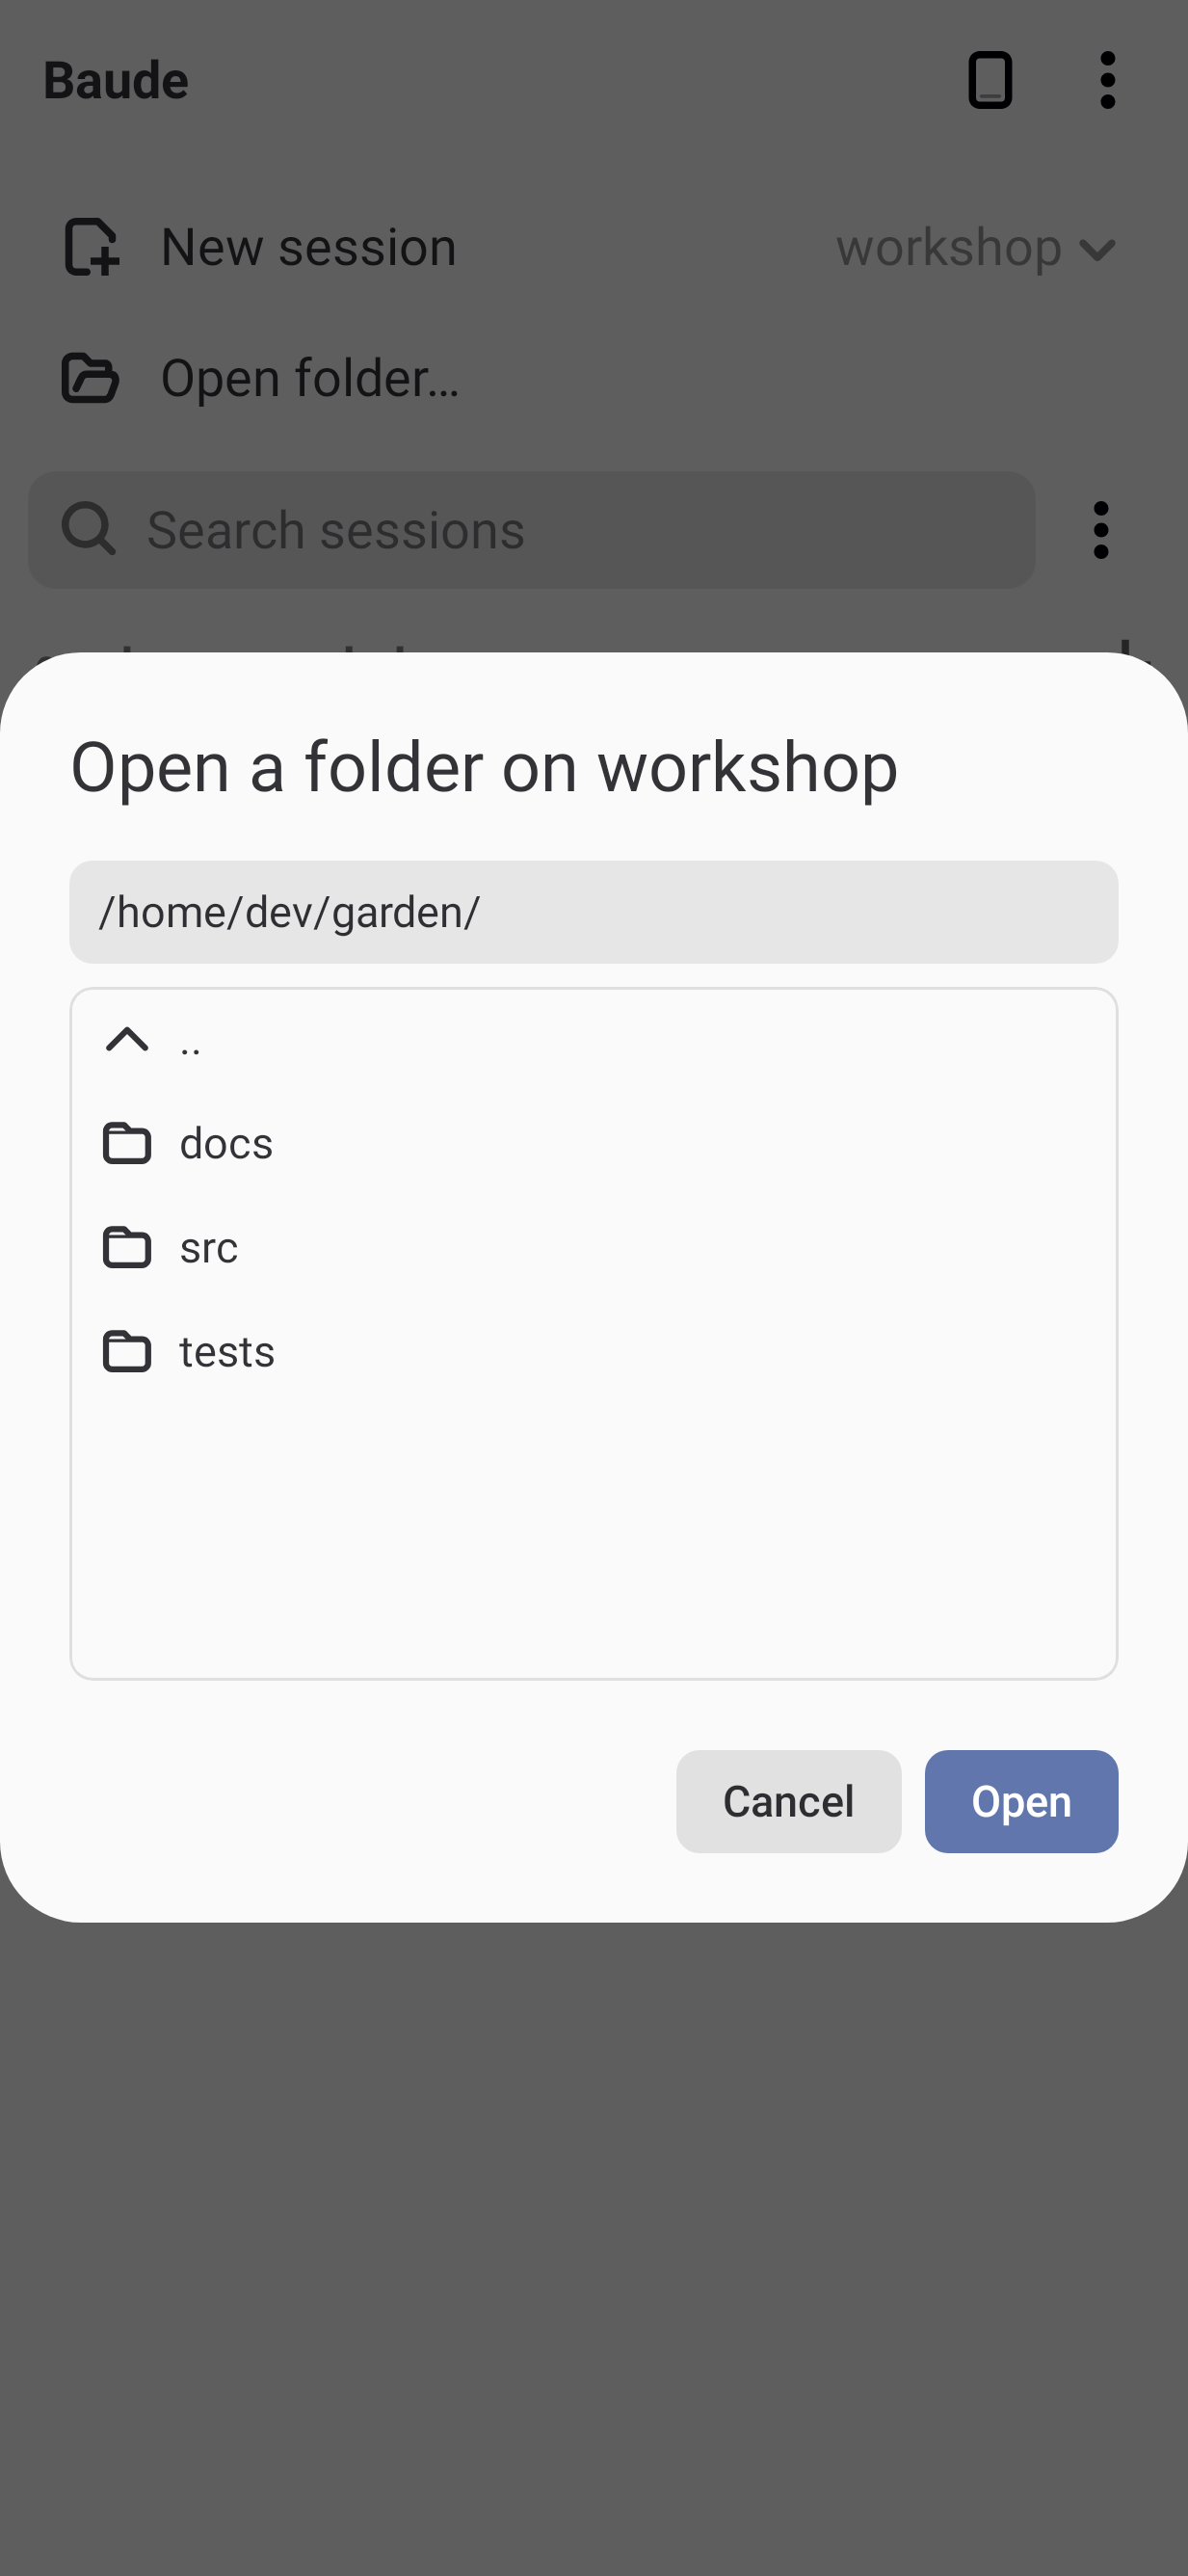 Baude
New session
workshop
Open folder…
Search sessions
Open a folder on workshop
/home/dev/garden/
..
docs
src
tests
Cancel
Open